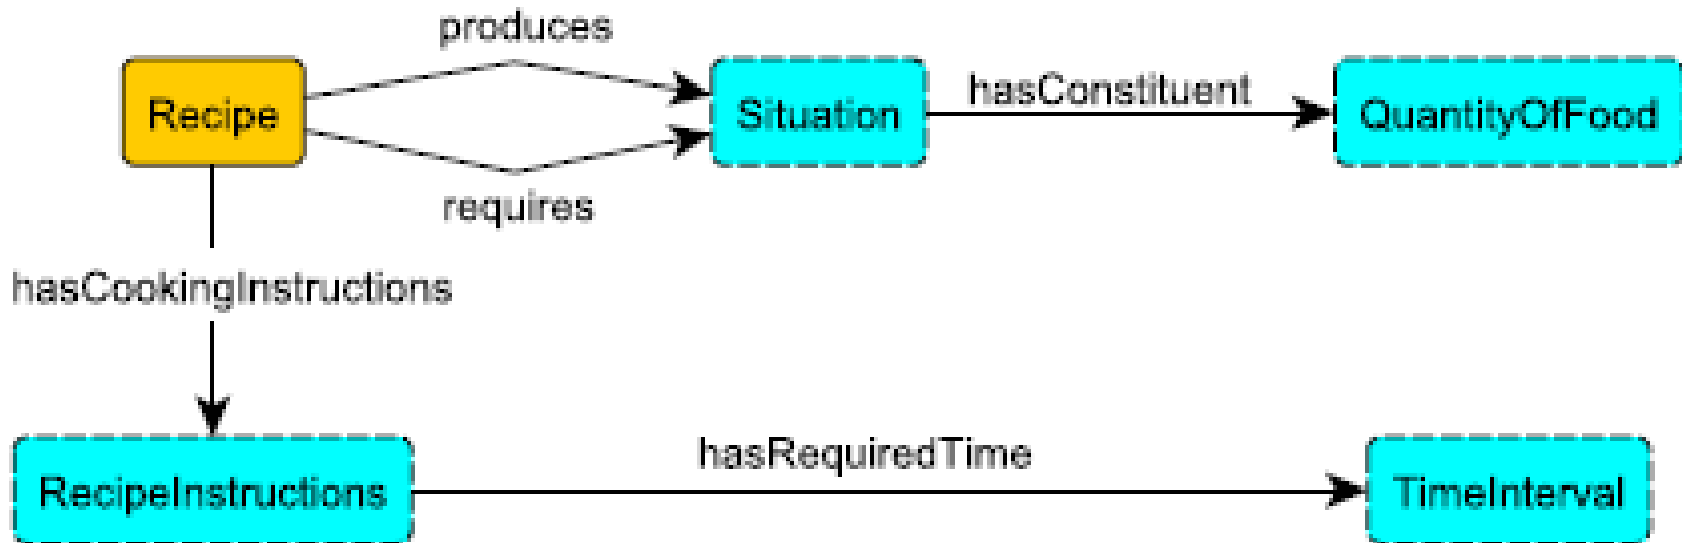 produces
Recipe
Situation
hasConstituent
QuantityOfFood
requires
hasCookingInstructions
RecipeInstructions
hasRequiredTime
TimeInterval